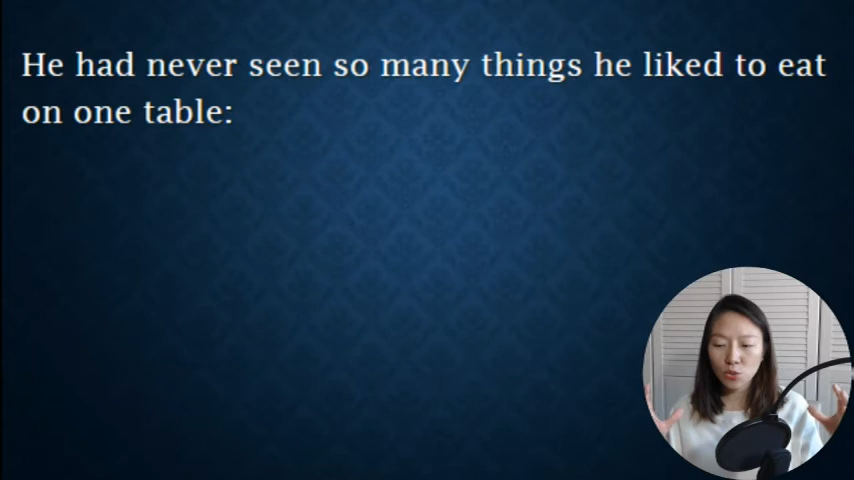 He had never seen so many things he liked to eat
on one table: